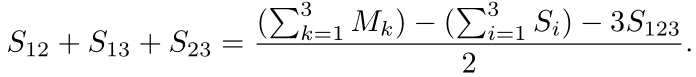 $S_{12} + S_{13} + S_{23} = \frac{(\sum_{k=1}^{3} M_k) - (\sum_{i=1}^{3} S_i) - 3S_{123}}{2}.$